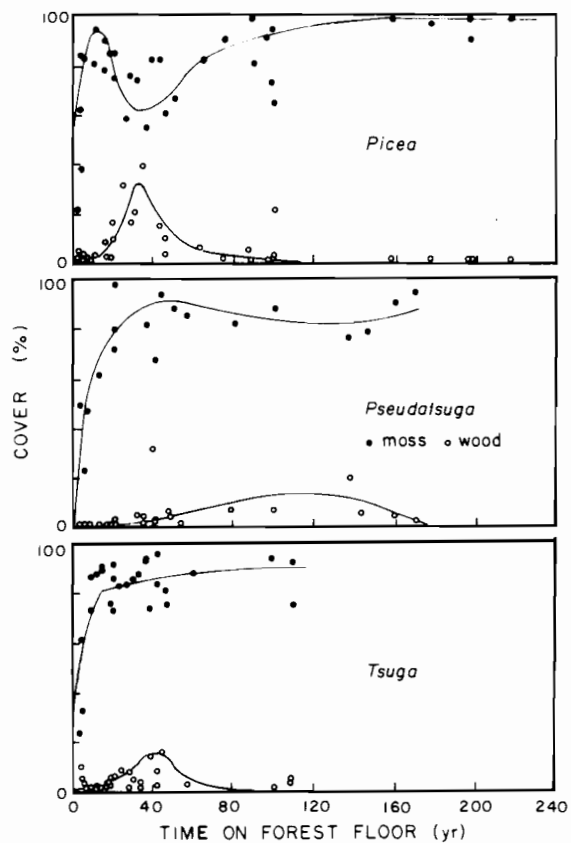 100
Picea
0
100
Pseudatsuga
● moss ○ wood
0
100
Tsuga
0
0 40 80 120 160 200 240
COVER (%)
TIME ON FOREST FLOOR (yr)